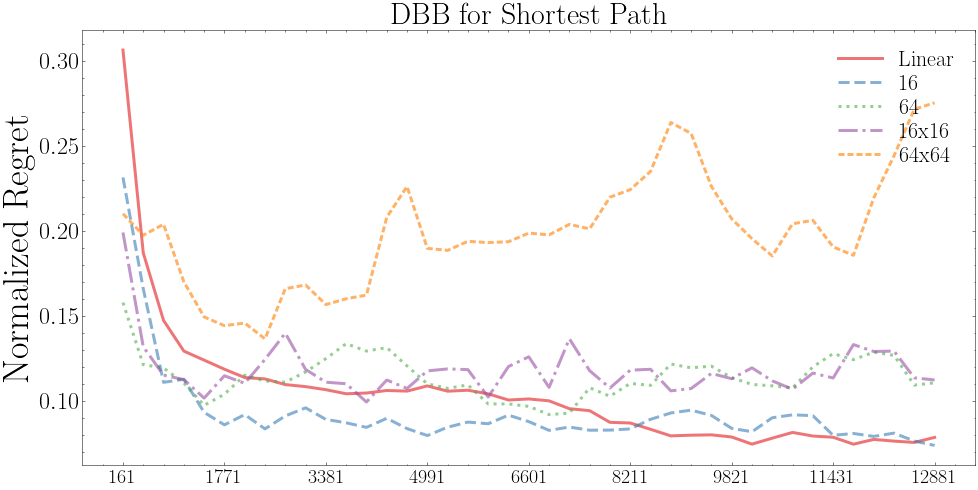 DBB for Shortest Path
Normalized Regret
0.30
0.25
0.20
0.15
0.10
Linear
16
64
16x16
64x64
161 1771 3381 4991 6601 8211 9821 11431 12881